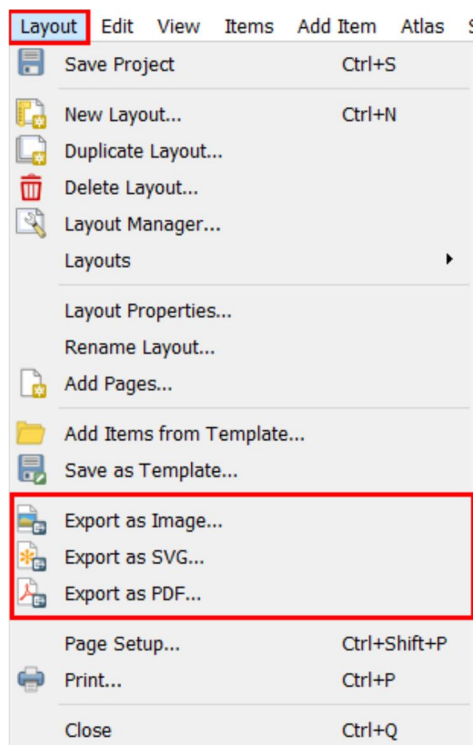 Layout Edit View Items Add Item Atlas
Save Project Ctrl+S
New Layout... Ctrl+N
Duplicate Layout...
Delete Layout...
Layout Manager...
Layouts
Layout Properties...
Rename Layout...
Add Pages...
Add Items from Template...
Save as Template...
Export as Image...
Export as SVG...
Export as PDF...
Page Setup... Ctrl+Shift+P
Print... Ctrl+P
Close Ctrl+Q